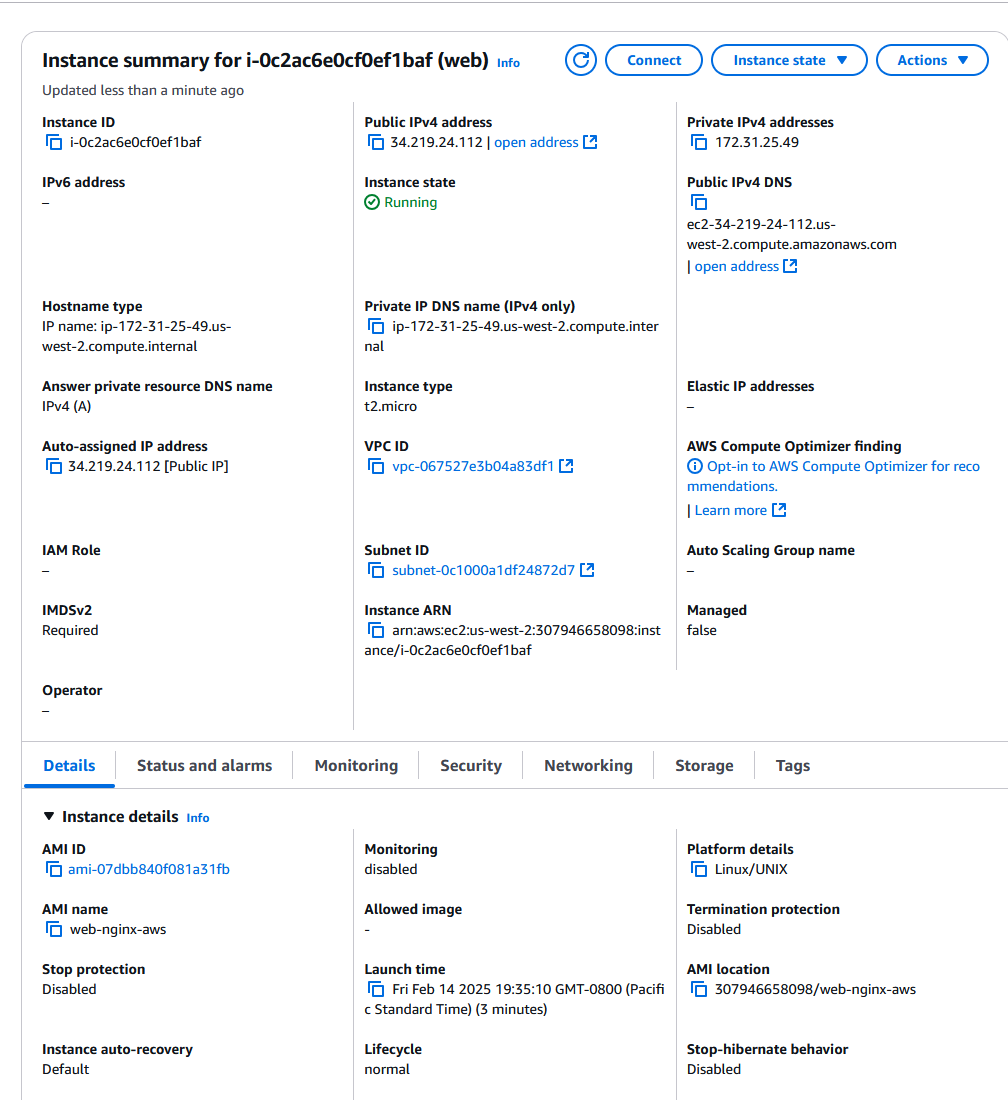 Instance summary for i-0c2ac6e0cf0ef1baf (web) Info
Connect
Instance state
Actions
Updated less than a minute ago
Instance ID
i-0c2ac6e0cf0ef1baf
Public IPv4 address
34.219.24.112 | open address
Private IPv4 addresses
172.31.25.49
IPv6 address
–
Instance state
Running
Public IPv4 DNS
ec2-34-219-24-112.us-
west-2.compute.amazonaws.com
| open address
Hostname type
IP name: ip-172-31-25-49.us-
west-2.compute.internal
Private IP DNS name (IPv4 only)
ip-172-31-25-49.us-west-2.compute.inter
nal
Answer private resource DNS name
IPv4 (A)
Instance type
t2.micro
Elastic IP addresses
–
Auto-assigned IP address
34.219.24.112 [Public IP]
VPC ID
vpc-067527e3b04a83df1
AWS Compute Optimizer finding
Opt-in to AWS Compute Optimizer for reco
mmendations.
| Learn more
IAM Role
–
Subnet ID
subnet-0c1000a1df24872d7
Auto Scaling Group name
–
IMDSv2
Required
Instance ARN
arn:aws:ec2:us-west-2:307946658098:inst
ance/i-0c2ac6e0cf0ef1baf
Managed
false
Operator
–
Details
Status and alarms
Monitoring
Security
Networking
Storage
Tags
Instance details Info
AMI ID
ami-07dbb840f081a31fb
Monitoring
disabled
Platform details
Linux/UNIX
AMI name
web-nginx-aws
Allowed image
-
Termination protection
Disabled
Stop protection
Disabled
Launch time
Fri Feb 14 2025 19:35:10 GMT-0800 (Pacifi
c Standard Time) (3 minutes)
AMI location
307946658098/web-nginx-aws
Instance auto-recovery
Default
Lifecycle
normal
Stop-hibernate behavior
Disabled